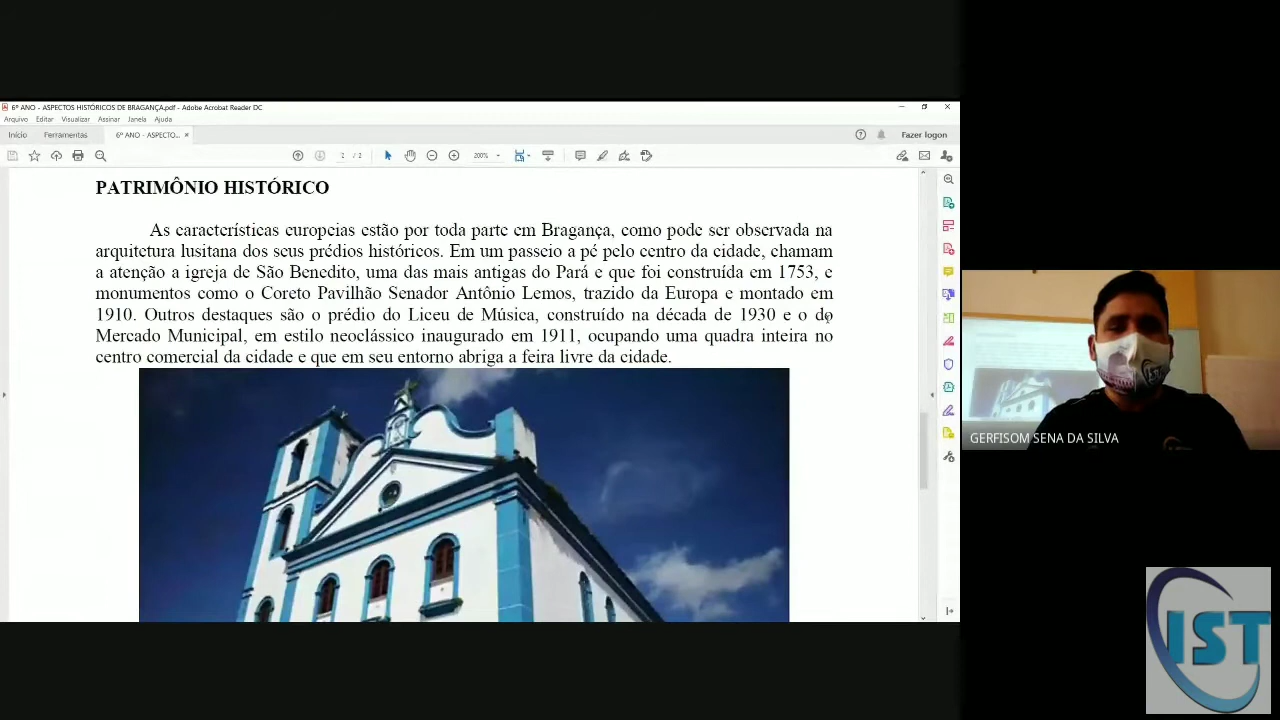 6º ANO - ASPECTOS HISTÓRICOS DE BRAGANÇA.pdf - Adobe Acrobat Reader DC
Arquivo Editar Visualizar Assinar Janela Ajuda
Início Ferramentas 6º ANO - ASPECTO... × Fazer logon
2 / 2 200%
PATRIMÔNIO HISTÓRICO
As características europeias estão por toda parte em Bragança, como pode ser observada na
arquitetura lusitana dos seus prédios históricos. Em um passeio a pé pelo centro da cidade, chamam
a atenção a igreja de São Benedito, uma das mais antigas do Pará e que foi construída em 1753, e
monumentos como o Coreto Pavilhão Senador Antônio Lemos, trazido da Europa e montado em
1910. Outros destaques são o prédio do Liceu de Música, construído na década de 1930 e o do
Mercado Municipal, em estilo neoclássico inaugurado em 1911, ocupando uma quadra inteira no
centro comercial da cidade e que em seu entorno abriga a feira livre da cidade.
GERFISOM SENA DA SILVA
IST